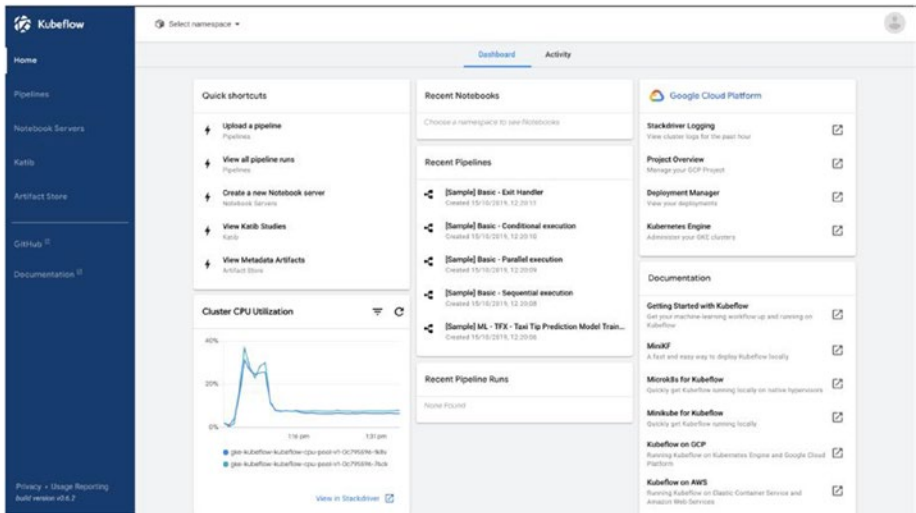 Kubeflow
Select namespace
Home
Pipelines
Notebook Servers
Katib
Artifact Store
GitHub
Documentation
Privacy • Usage Reporting
build version v0.6.2
Dashboard
Activity
Quick shortcuts
Upload a pipeline
Pipelines
View all pipeline runs
Pipelines
Create a new Notebook server
Notebook Servers
View Katib Studies
Katib
View Metadata Artifacts
Artifact Store
Cluster CPU Utilization
40%
20%
0%
1:16 pm
1:31 pm
View in Stackdriver
Recent Notebooks
Choose a namespace to see Notebooks
Recent Pipelines
[Sample] Basic - Exit Handler
Created 15/10/2019, 12:20:11
[Sample] Basic - Conditional execution
Created 15/10/2019, 12:20:10
[Sample] Basic - Parallel execution
Created 15/10/2019, 12:20:09
[Sample] Basic - Sequential execution
Created 15/10/2019, 12:20:08
[Sample] ML - TFX - Taxi Tip Prediction Model Train...
Created 15/10/2019, 12:20:06
Recent Pipeline Runs
None Found
Google Cloud Platform
Stackdriver Logging
View cluster logs for the past hour
Project Overview
Manage your GCP Project
Deployment Manager
View your deployments
Kubernetes Engine
Administer your GKE clusters
Documentation
Getting Started with Kubeflow
Get your machine-learning workflow up and running on
Kubeflow
MiniKF
A fast and easy way to deploy Kubeflow locally
Microk8s for Kubeflow
Quickly get Kubeflow running locally on native hypervisors
Minikube for Kubeflow
Quickly get Kubeflow running locally
Kubeflow on GCP
Running Kubeflow on Kubernetes Engine and Google Cloud
Platform
Kubeflow on AWS
Running Kubeflow on Elastic Container Service and
Amazon Web Services